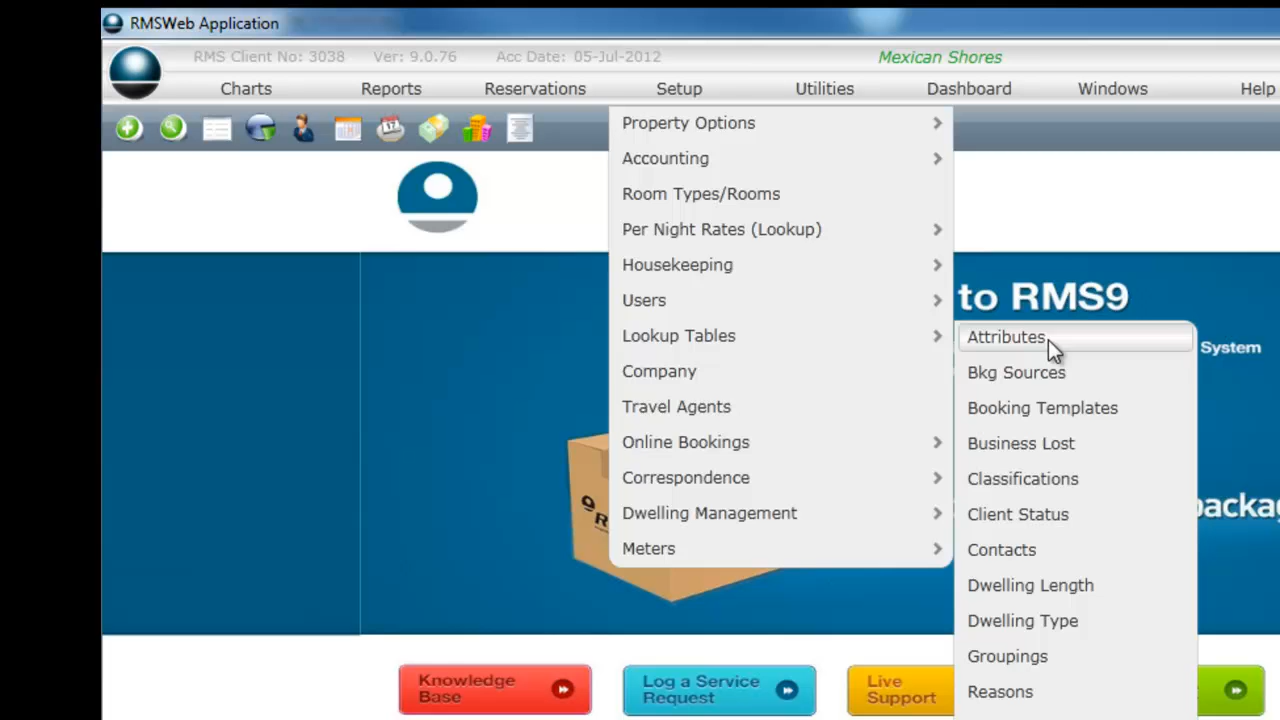 RMSWeb Application
RMS Client No: 3038 Ver: 9.0.76 Acc Date: 05-Jul-2012 Mexican Shores
Charts Reports Reservations Setup Utilities Dashboard Windows Help
Property Options
Accounting
Room Types/Rooms
Per Night Rates (Lookup)
Housekeeping
Users
Lookup Tables
Company
Travel Agents
Online Bookings
Correspondence
Dwelling Management
Meters
to RMS9
System
Attributes
Bkg Sources
Booking Templates
Business Lost
Classifications
Client Status
Contacts
Dwelling Length
Dwelling Type
Groupings
Reasons
Knowledge
Base
Log a Service
Request
Live
Support